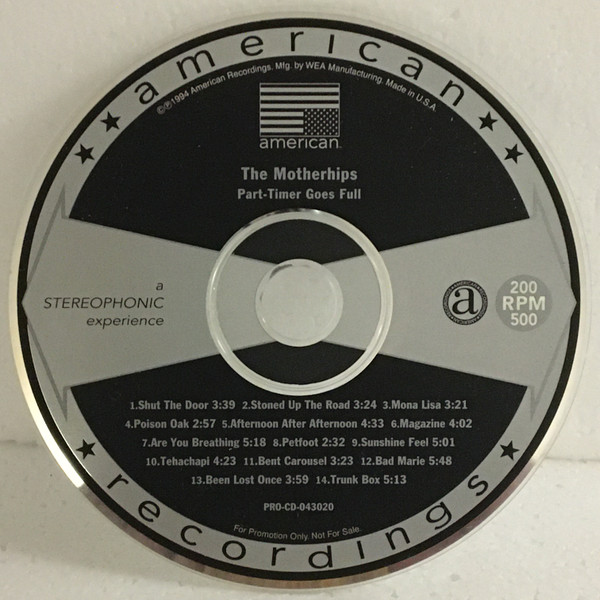 american
©℗1994 American Recordings. Mfg. by WEA Manufacturing. Made in U.S.A.
american
The Motherhips
Part-Timer Goes Full
a
STEREOPHONIC
experience
a
200
RPM
500
1.Shut The Door 3:39 2.Stoned Up The Road 3:24 3.Mona Lisa 3:21
4.Poison Oak 2:57 5.Afternoon After Afternoon 4:33 6.Magazine 4:02
7.Are You Breathing 5:18 8.Petfoot 2:32 9.Sunshine Feel 5:01
10.Tehachapi 4:23 11.Bent Carousel 3:23 12.Bad Marie 5:48
13.Been Lost Once 3:59 14.Trunk Box 5:13
PRO-CD-043020
For Promotion Only. Not For Sale.
recordings